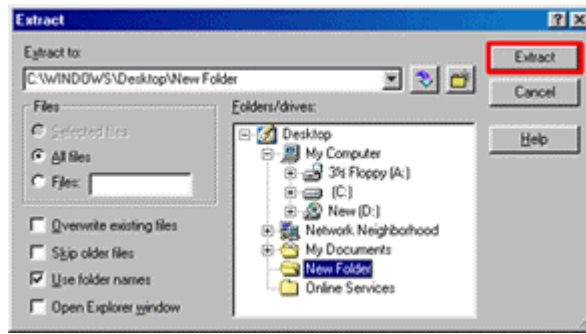 Extract
Extract to:
C:\WINDOWS\Desktop\New Folder
Extract
Cancel
Help
Files
Selected files
All files
Files:
Overwrite existing files
Skip older files
Use folder names
Open Explorer window
Folders/drives:
Desktop
My Computer
3½ Floppy (A:)
(C:)
New (D:)
Network Neighborhood
My Documents
New Folder
Online Services